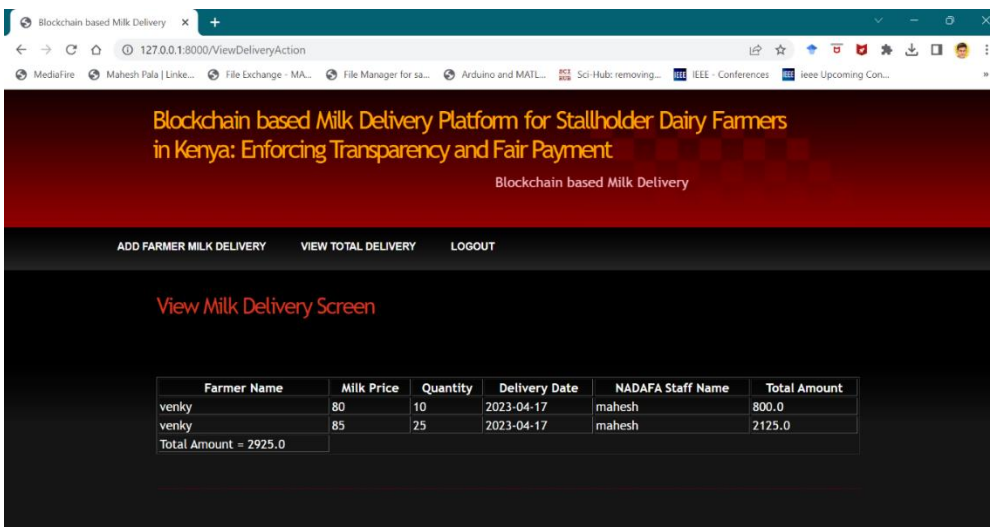 Blockchain based Milk Delivery
127.0.0.1:8000/ViewDeliveryAction
MediaFire Mahesh Pala | Linke... File Exchange - MA... File Manager for sa... Arduino and MATL... Sci-Hub: removing... IEEE - Conferences ieee Upcoming Con...
Blockchain based Milk Delivery Platform for Stallholder Dairy Farmers
in Kenya: Enforcing Transparency and Fair Payment
Blockchain based Milk Delivery
ADD FARMER MILK DELIVERY VIEW TOTAL DELIVERY LOGOUT
View Milk Delivery Screen
Farmer Name Milk Price Quantity Delivery Date NADAFA Staff Name Total Amount
venky 80 10 2023-04-17 mahesh 800.0
venky 85 25 2023-04-17 mahesh 2125.0
Total Amount = 2925.0